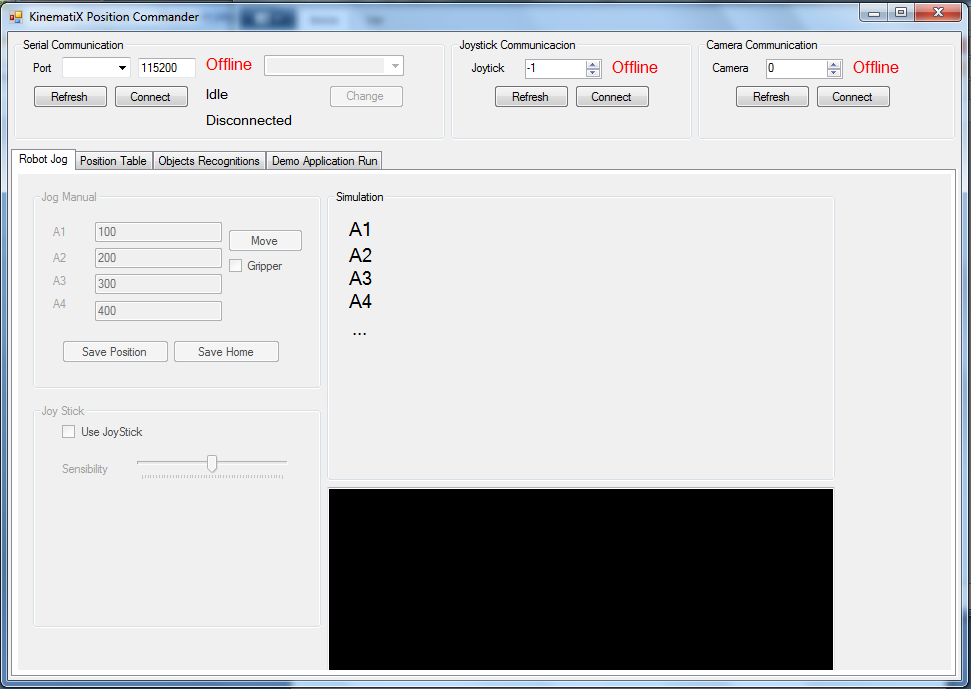 KinematiX Position Commander
Serial Communication
Port 115200 Offline
Refresh Connect Idle Change
Disconnected
Joystick Communicacion
Joytick -1 Offline
Refresh Connect
Camera Communication
Camera 0 Offline
Refresh Connect
Robot Jog Position Table Objects Recognitions Demo Application Run
Jog Manual
A1 100
A2 200
A3 300
A4 400
Move
Gripper
Save Position Save Home
Joy Stick
Use JoyStick
Sensibility
Simulation
A1
A2
A3
A4
...